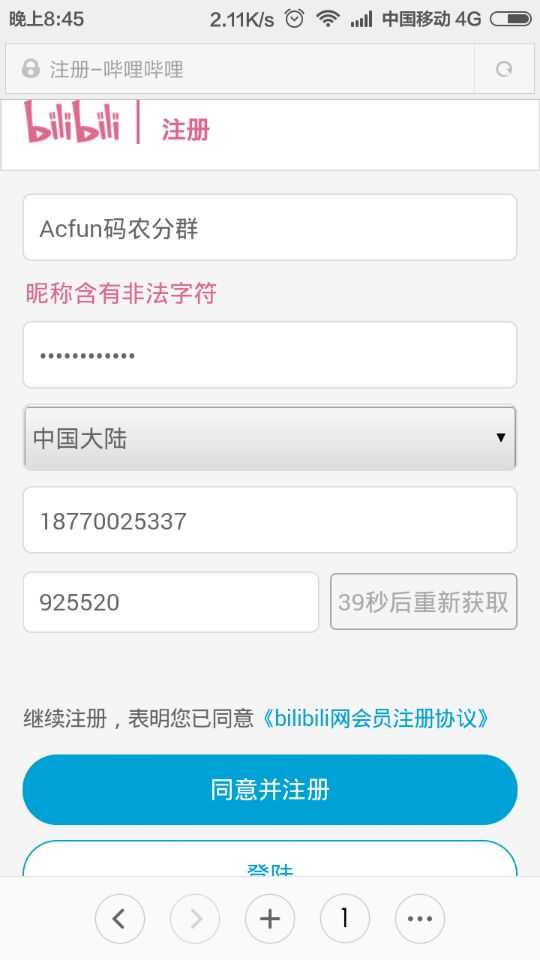 晚上8:45 2.11K/s 中国移动 4G
注册-哔哩哔哩
bilibili 注册
Acfun码农分群
昵称含有非法字符
••••••••••••
中国大陆 ▼
18770025337
925520 39秒后重新获取
继续注册，表明您已同意《bilibili网会员注册协议》
同意并注册
登陆
1